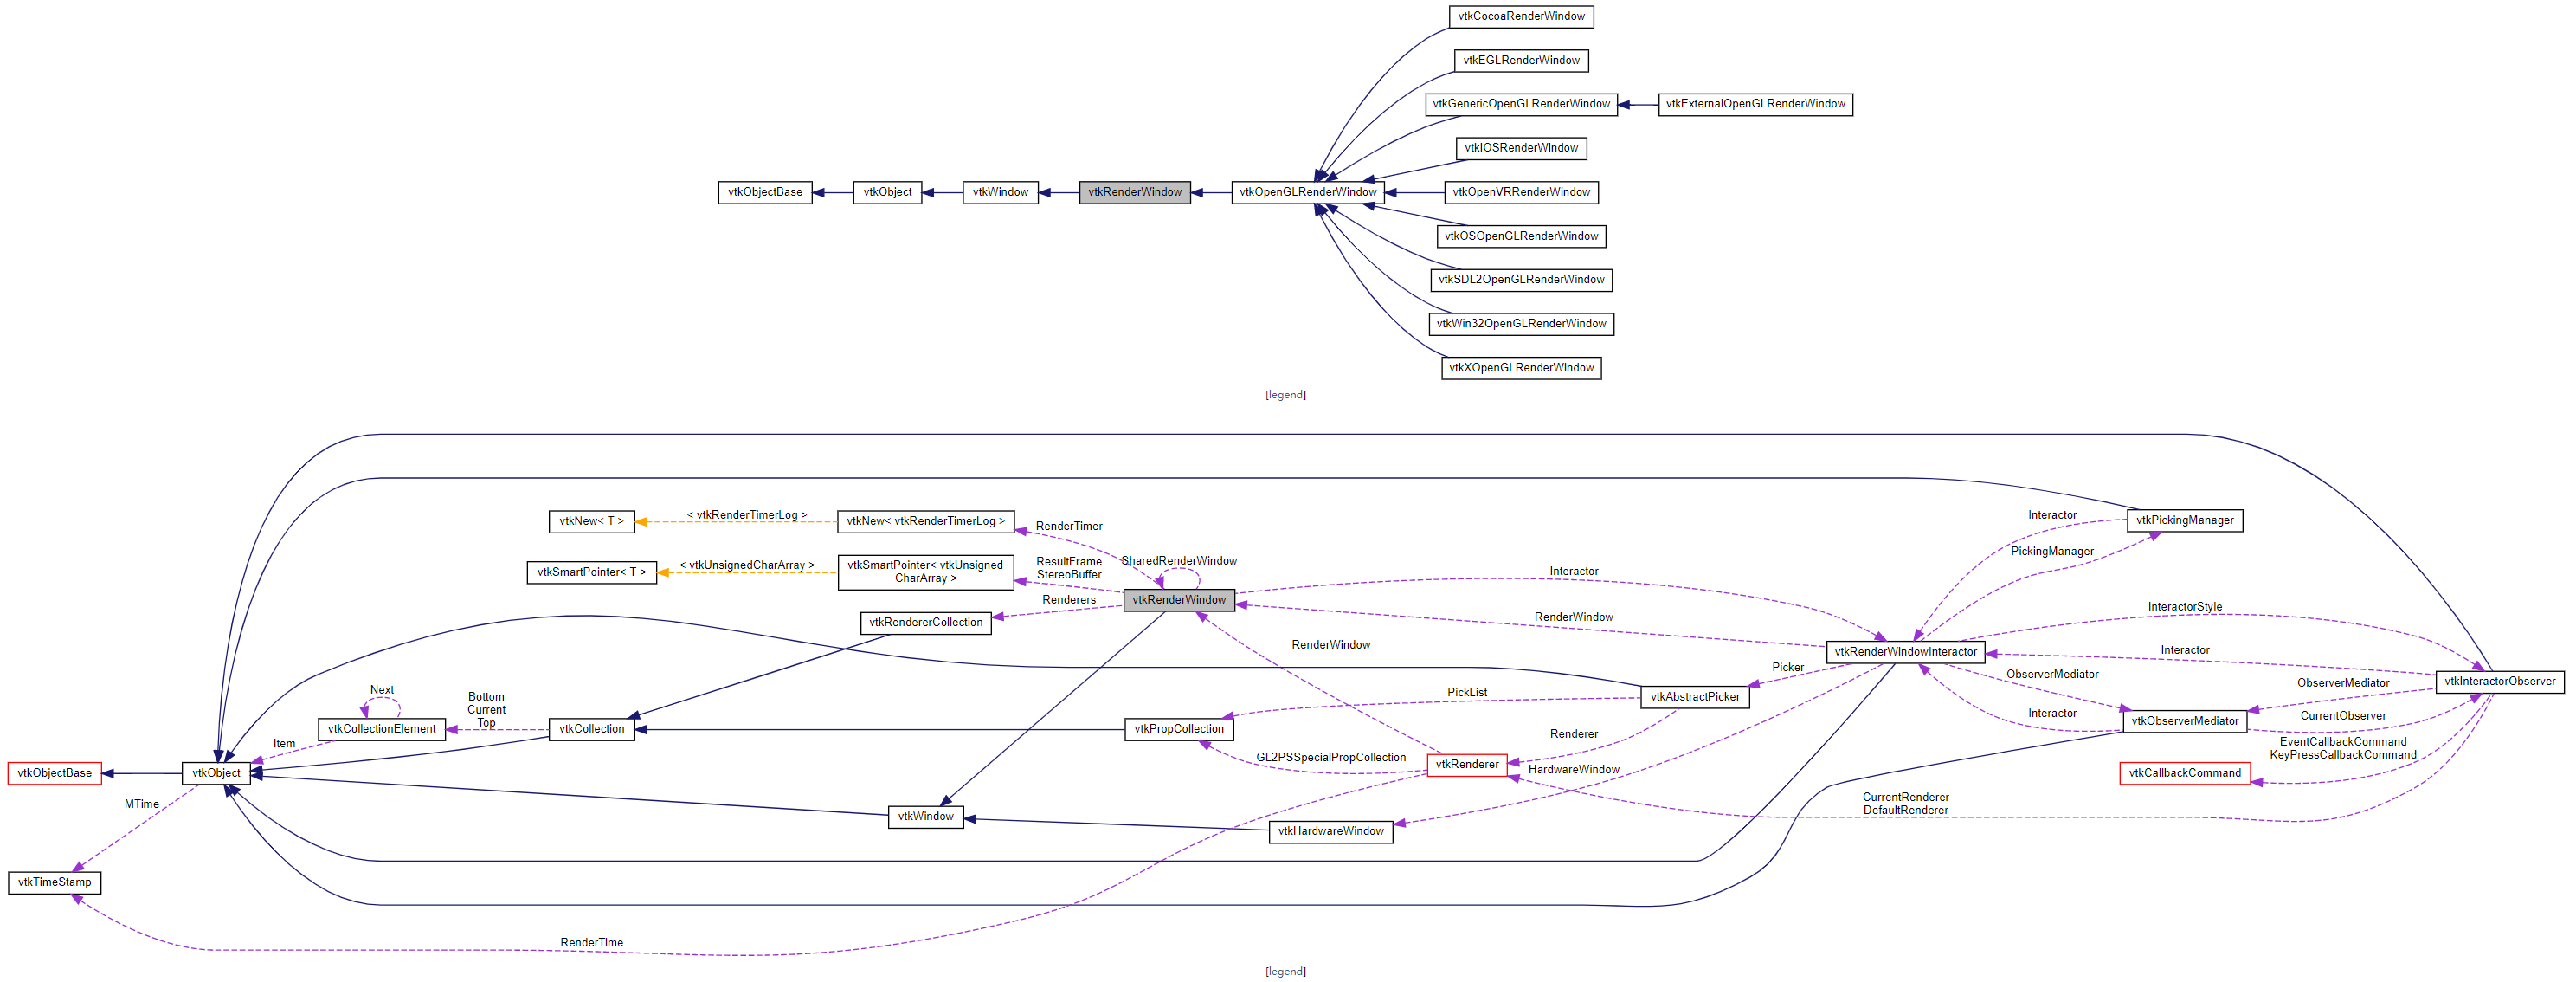 vtkCocoaRenderWindow
vtkEGLRenderWindow
vtkGenericOpenGLRenderWindow
vtkExternalOpenGLRenderWindow
vtkIOSRenderWindow
vtkObjectBase
vtkObject
vtkWindow
vtkRenderWindow
vtkOpenGLRenderWindow
vtkOpenVRRenderWindow
vtkOSOpenGLRenderWindow
vtkSDL2OpenGLRenderWindow
vtkWin32OpenGLRenderWindow
vtkXOpenGLRenderWindow
[legend]
vtkNew< T >
< vtkRenderTimerLog >
vtkNew< vtkRenderTimerLog >
RenderTimer
Interactor
vtkPickingManager
PickingManager
vtkSmartPointer< T >
< vtkUnsignedCharArray >
vtkSmartPointer< vtkUnsigned
CharArray >
ResultFrame
StereoBuffer
SharedRenderWindow
Interactor
vtkRenderWindow
Renderers
vtkRendererCollection
RenderWindow
InteractorStyle
RenderWindow
vtkRenderWindowInteractor
Interactor
Picker
ObserverMediator
vtkInteractorObserver
ObserverMediator
Next
Bottom
Current
Top
PickList
vtkAbstractPicker
Interactor
vtkObserverMediator
CurrentObserver
vtkCollectionElement
vtkCollection
vtkPropCollection
Item
Renderer
EventCallbackCommand
KeyPressCallbackCommand
GL2PSSpecialPropCollection
vtkRenderer
HardwareWindow
vtkObjectBase
vtkObject
vtkCallbackCommand
MTime
CurrentRenderer
DefaultRenderer
vtkWindow
vtkHardwareWindow
vtkTimeStamp
RenderTime
[legend]